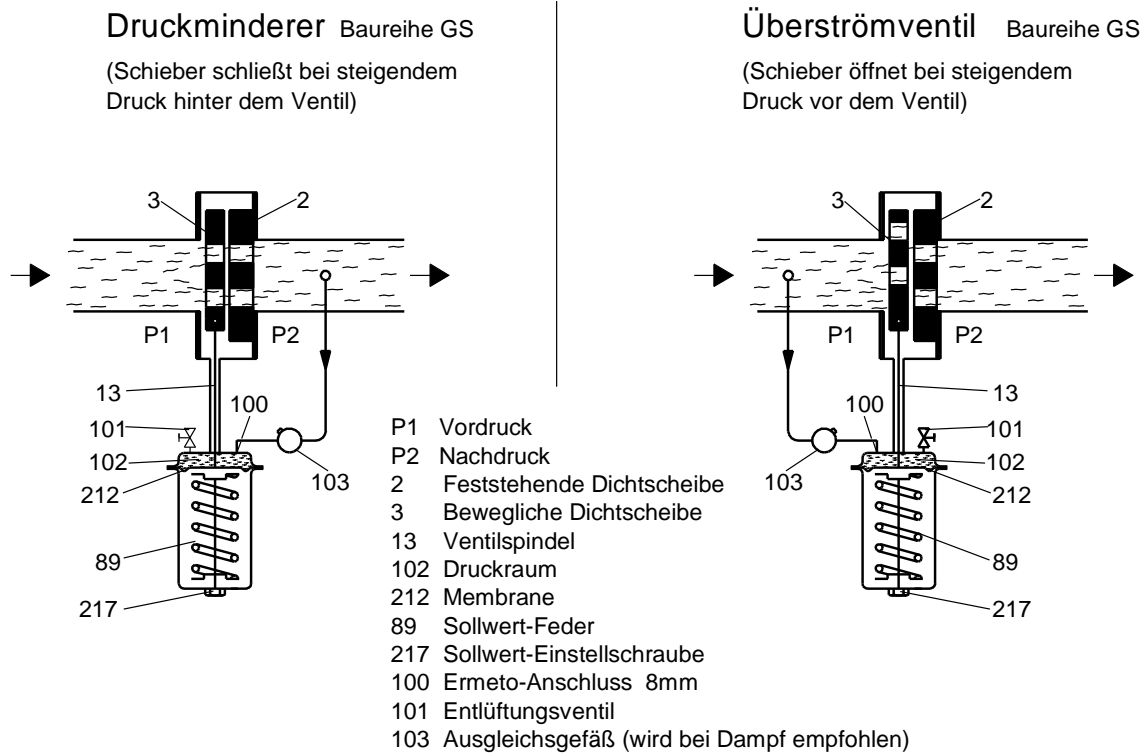 Druckminderer Baureihe GS
(Schieber schließt bei steigendem
Druck hinter dem Ventil)
3
2
P1
P2
13
100
101
102
212
103
89
217
Überströmventil Baureihe GS
(Schieber öffnet bei steigendem
Druck vor dem Ventil)
3
2
P1
P2
13
100
101
102
103
212
89
217
P1 Vordruck
P2 Nachdruck
2 Feststehende Dichtscheibe
3 Bewegliche Dichtscheibe
13 Ventilspindel
102 Druckraum
212 Membrane
89 Sollwert-Feder
217 Sollwert-Einstellschraube
100 Ermeto-Anschluss 8mm
101 Entlüftungsventil
103 Ausgleichsgefäß (wird bei Dampf empfohlen)